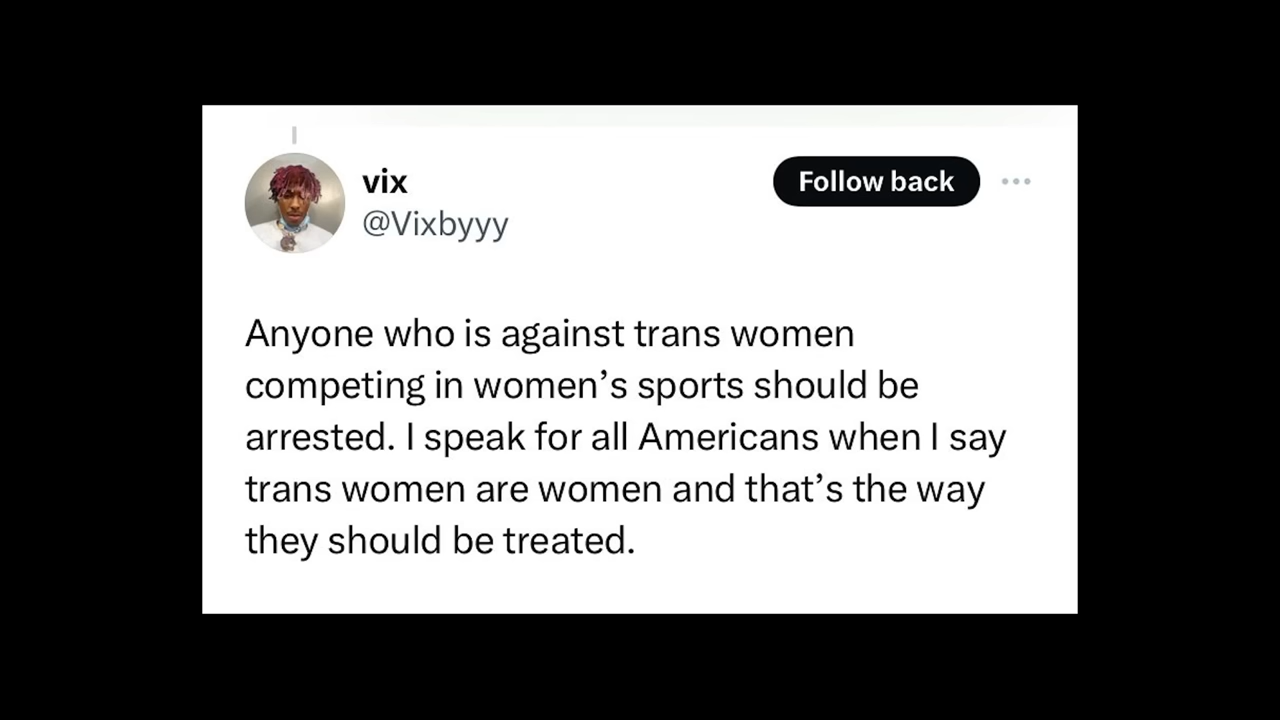 vix
@Vixbyyy
Follow back
Anyone who is against trans women
competing in women’s sports should be
arrested. I speak for all Americans when I say
trans women are women and that’s the way
they should be treated.